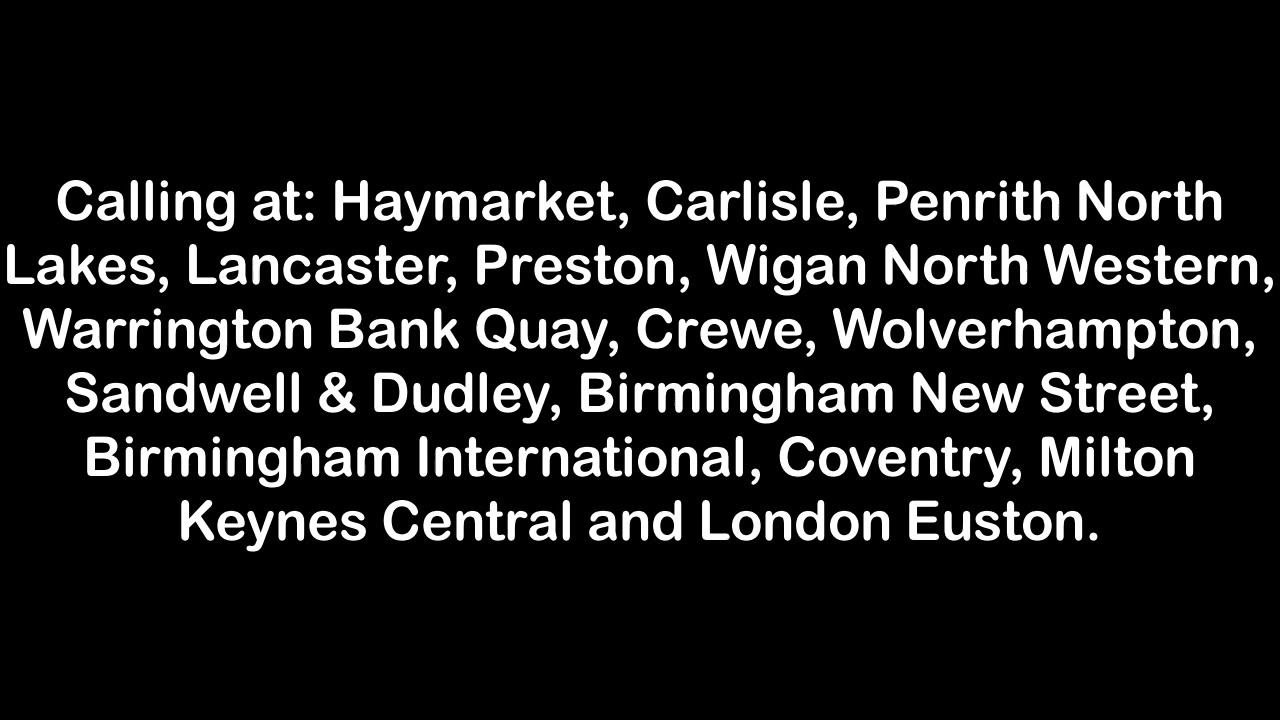 Calling at: Haymarket, Carlisle, Penrith North
Lakes, Lancaster, Preston, Wigan North Western,
Warrington Bank Quay, Crewe, Wolverhampton,
Sandwell & Dudley, Birmingham New Street,
Birmingham International, Coventry, Milton
Keynes Central and London Euston.